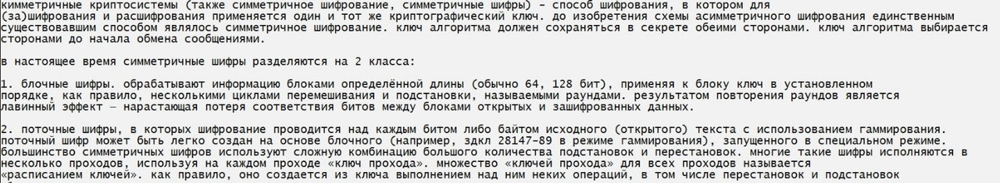 кимметричные криптосистемы (также симметричное шифрование, симметричные шифры) – способ шифрования, в котором для
(за)шифрования и расшифрования применяется один и тот же криптографический ключ. до изобретения схемы асимметричного шифрования единственным
существовавшим способом являлось симметричное шифрование. ключ алгоритма должен сохраняться в секрете обеими сторонами. ключ алгоритма выбирается
сторонами до начала обмена сообщениями.
в настоящее время симметричные шифры разделяются на 2 класса:
1. блочные шифры. обрабатывают информацию блоками определённой длины (обычно 64, 128 бит), применяя к блоку ключ в установленном
порядке, как правило, несколькими циклами перемешивания и подстановки, называемыми раундами. результатом повторения раундов является
лавинный эффект – нарастающая потеря соответствия битов между блоками открытых и зашифрованных данных.
2. поточные шифры, в которых шифрование проводится над каждым битом либо байтом исходного (открытого) текста с использованием гаммирования.
поточный шифр может быть легко создан на основе блочного (например, здкл 28147–89 в режиме гаммирования), запущенного в специальном режиме.
большинство симметричных шифров используют сложную комбинацию большого количества подстановок и перестановок. многие такие шифры исполняются в
несколько проходов, используя на каждом проходе «ключ прохода». множество «ключей прохода» для всех проходов называется
«расписанием ключей». как правило, оно создается из ключа выполнением над ним неких операций, в том числе перестановок и подстановок